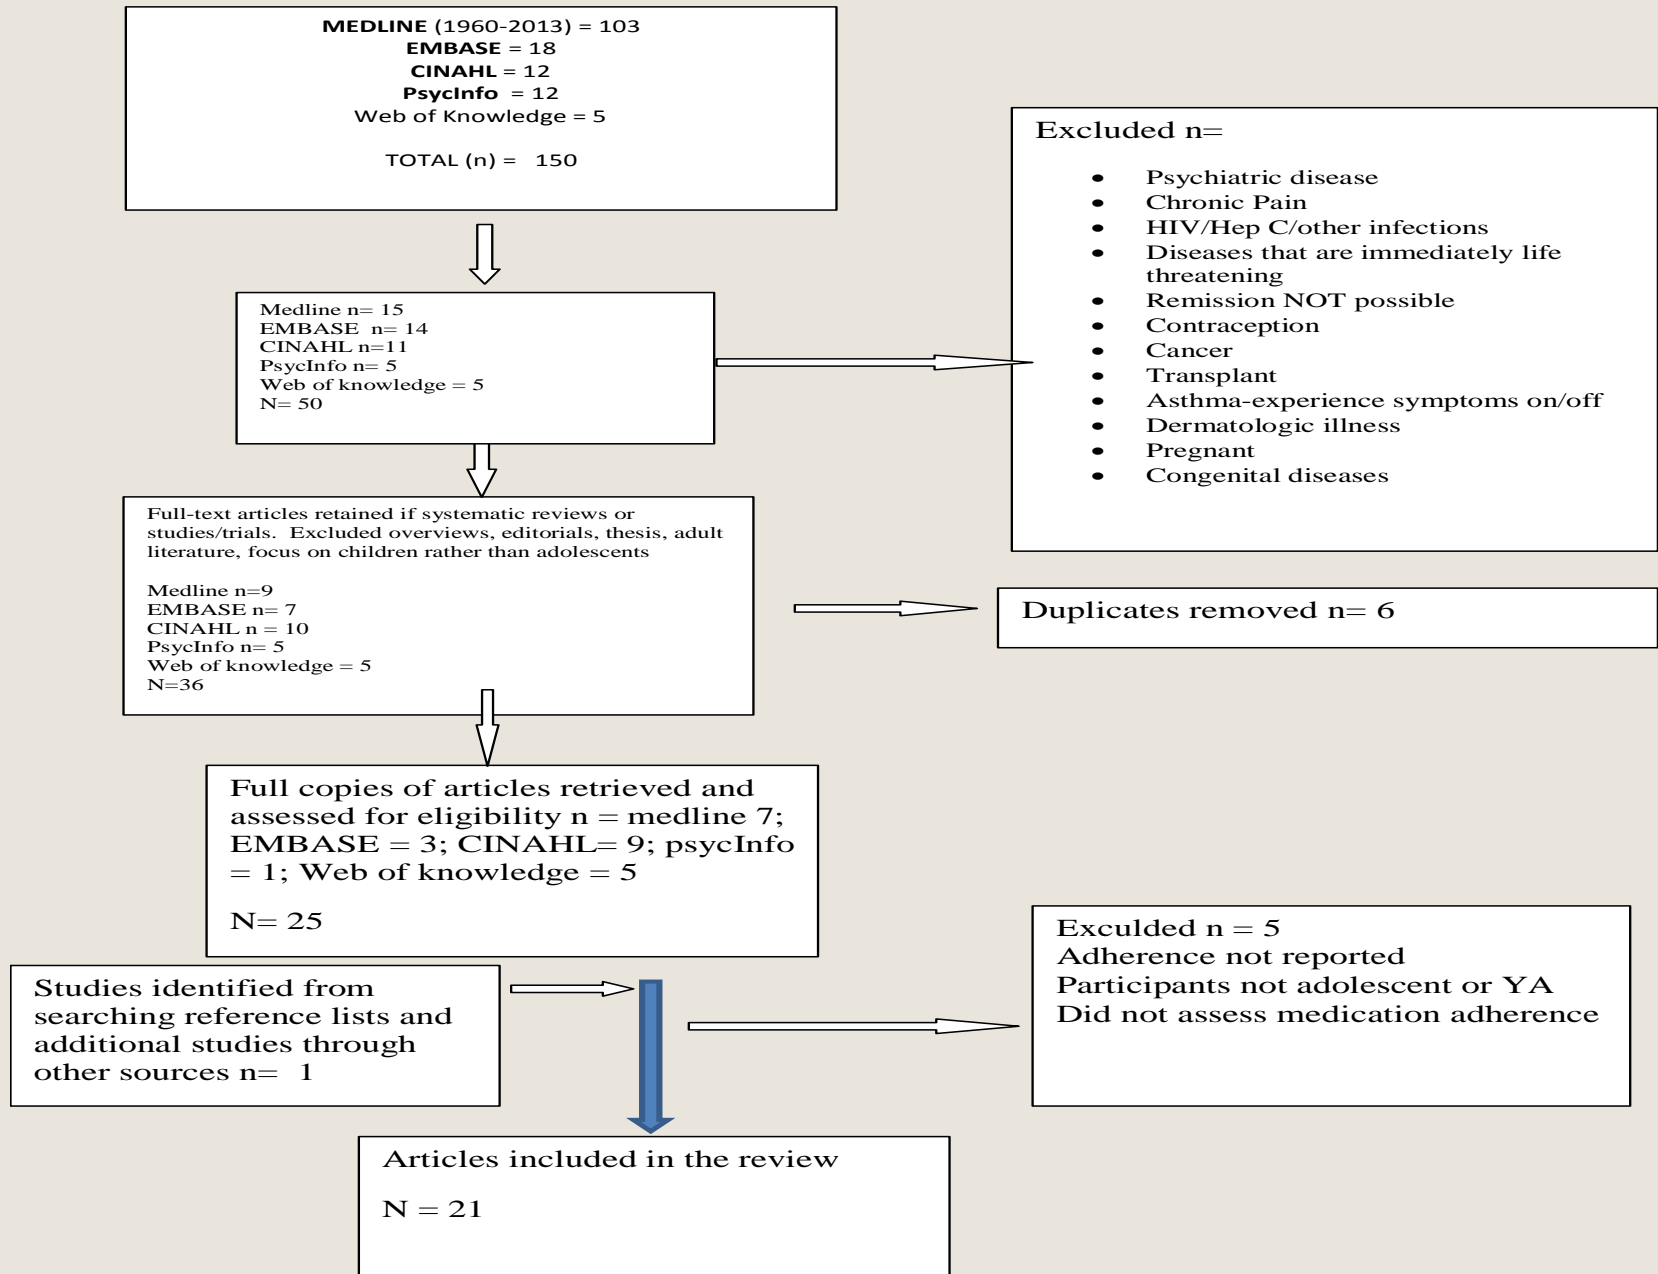 MEDLINE (1960-2013) = 103
EMBASE = 18
CINAHL = 12
PsycInfo = 12
Web of Knowledge = 5
TOTAL (n) = 150
Excluded n=
• Psychiatric disease
• Chronic Pain
• HIV/Hep C/other infections
• Diseases that are immediately life
threatening
• Remission NOT possible
• Contraception
• Cancer
• Transplant
• Asthma-experience symptoms on/off
• Dermatologic illness
• Pregnant
• Congenital diseases
Medline n= 15
EMBASE n= 14
CINAHL n=11
PsycInfo n= 5
Web of knowledge = 5
N= 50
Full-text articles retained if systematic reviews or
studies/trials. Excluded overviews, editorials, thesis, adult
literature, focus on children rather than adolescents
Medline n=9
EMBASE n= 7
CINAHL n = 10
PsycInfo n= 5
Web of knowledge = 5
N=36
Duplicates removed n= 6
Full copies of articles retrieved and
assessed for eligibility n = medline 7;
EMBASE = 3; CINAHL= 9; psycInfo
= 1; Web of knowledge = 5
N= 25
Studies identified from
searching reference lists and
additional studies through
other sources n= 1
Exculded n = 5
Adherence not reported
Participants not adolescent or YA
Did not assess medication adherence
Articles included in the review
N = 21